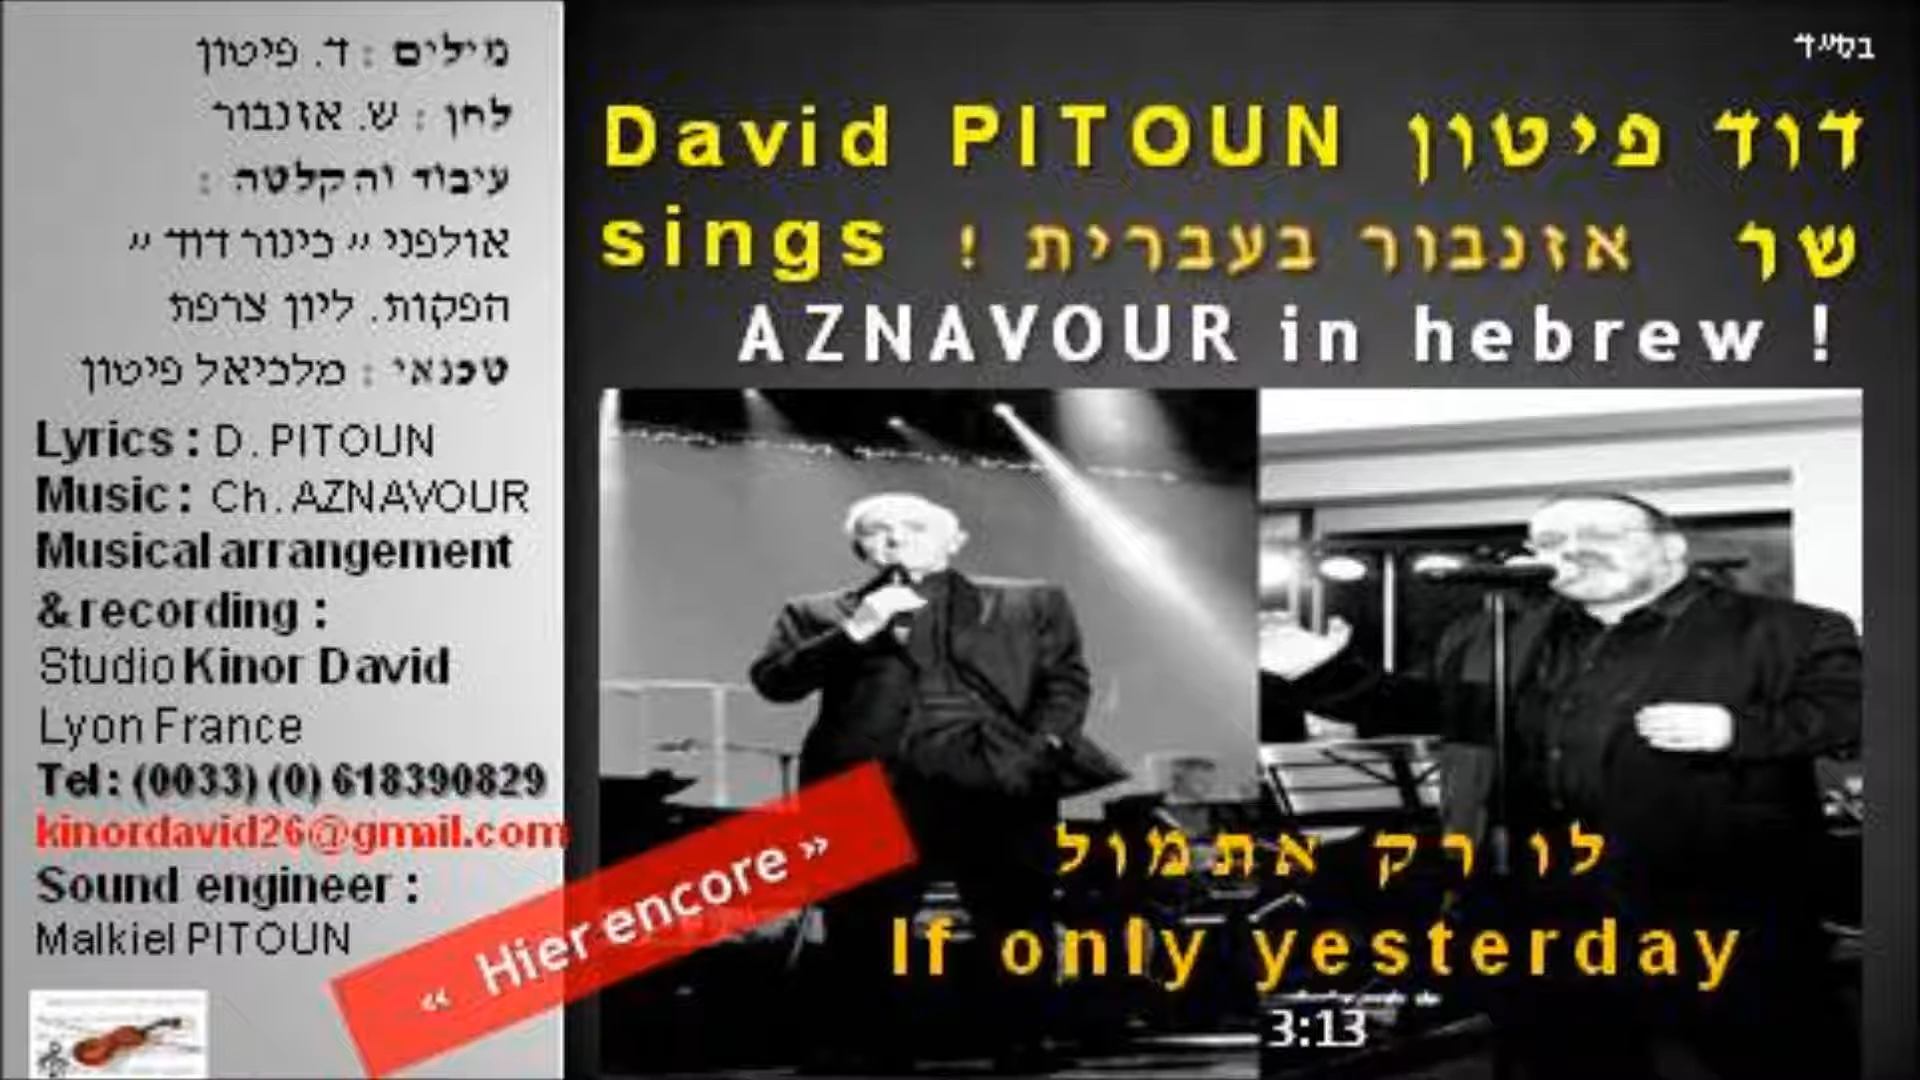 בס״ד
David PITOUN דוד פיטון
sings שר אזנבור בעברית !
AZNAVOUR in hebrew !
מילים : ד. פיטון
לחן : ש. אזנבור
עיבוד והקלטה :
אולפני ״ כינור דוד ״
הפקות. ליון צרפת
טכנאי : מלכיאל פיטון
Lyrics : D. PITOUN
Music : Ch. AZNAVOUR
Musical arrangement
& recording :
Studio Kinor David
Lyon France
Tel : (0033) (0) 618390829
kinordavid26@gmail.com
Sound engineer :
Malkiel PITOUN
« Hier encore »
לו רק אתמול
If only yesterday
3:13